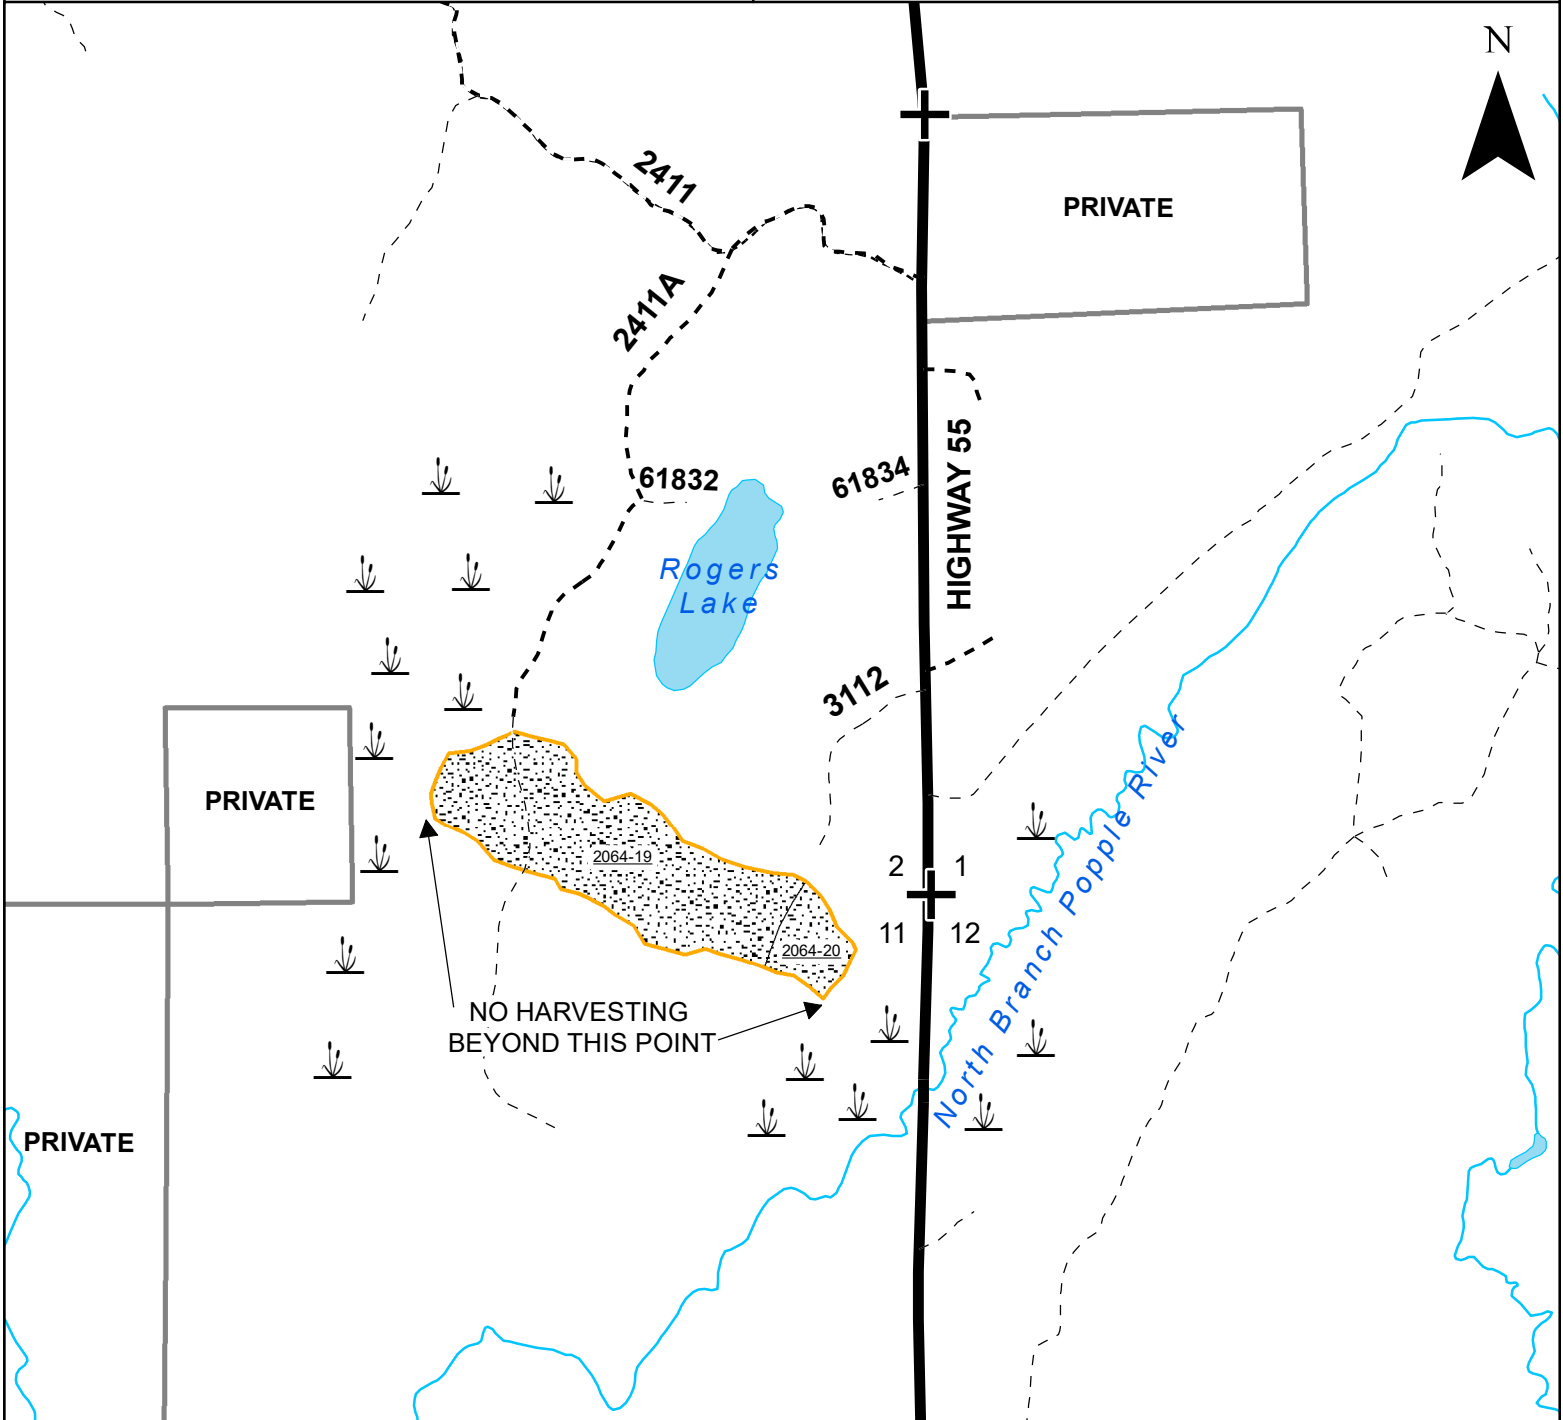 N
2411
PRIVATE
2411A
HIGHWAY 55
61832
61834
Rogers
Lake
3112
North Branch Popple River
PRIVATE
2064-19
2 1
11 12
2064-20
NO HARVESTING
BEYOND THIS POINT
PRIVATE